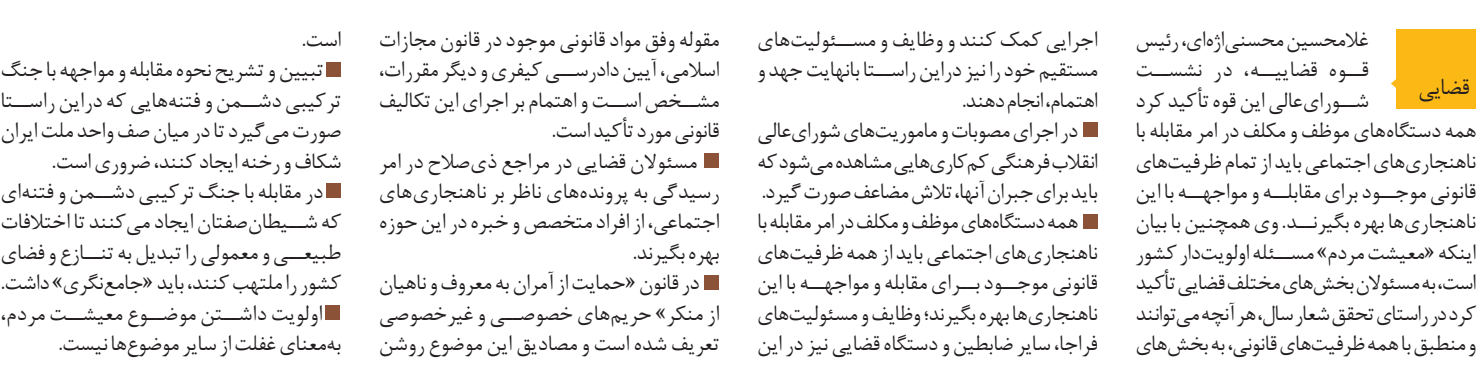 قضایی
غلامحسین محسنی‌اژه‌ای، رئیس
قوه قضاییه، در نشست
شورای‌عالی این قوه تأکید کرد
همه دستگاه‌های موظف و مکلف در امر مقابله با
ناهنجاری‌های اجتماعی باید از تمام ظرفیت‌های
قانونی موجود برای مقابله و مواجهه با این
ناهنجاری‌ها بهره بگیرند. وی همچنین با بیان
اینکه «معیشت مردم» مسئله اولویت‌دار کشور
است، به مسئولان بخش‌های مختلف قضایی تأکید
کرد در راستای تحقق شعار سال، هر آنچه می‌توانند
و منطبق با همه ظرفیت‌های قانونی، به بخش‌های
اجرایی کمک کنند و وظایف و مسئولیت‌های
مستقیم خود را نیز دراین راستا بانهایت جهد و
اهتمام، انجام دهند.
■ در اجرای مصوبات و ماموریت‌های شورای‌عالی
انقلاب فرهنگی کم‌کاری‌هایی مشاهده می‌شود که
باید برای جبران آنها، تلاش مضاعف صورت گیرد.
■ همه دستگاه‌های موظف و مکلف در امر مقابله با
ناهنجاری‌های اجتماعی باید از همه ظرفیت‌های
قانونی موجود برای مقابله و مواجهه با این
ناهنجاری‌ها بهره بگیرند؛ وظایف و مسئولیت‌های
فراجا، سایر ضابطین و دستگاه قضایی نیز در این
مقوله وفق مواد قانونی موجود در قانون مجازات
اسلامی، آیین دادرسی کیفری و دیگر مقررات،
مشخص است و اهتمام بر اجرای این تکالیف
قانونی مورد تأکید است.
■ مسئولان قضایی در مراجع ذی‌صلاح در امر
رسیدگی به پرونده‌های ناظر بر ناهنجاری‌های
اجتماعی، از افراد متخصص و خبره در این حوزه
بهره بگیرند.
■ در قانون «حمایت از آمران به معروف و ناهیان
از منکر» حریم‌های خصوصی و غیرخصوصی
تعریف شده است و مصادیق این موضوع روشن
است.
■ تبیین و تشریح نحوه مقابله و مواجهه با جنگ
ترکیبی دشمن و فتنه‌هایی که دراین راستا
صورت می‌گیرد تا در میان صف واحد ملت ایران
شکاف و رخنه ایجاد کنند، ضروری است.
■ در مقابله با جنگ ترکیبی دشمن و فتنه‌ای
که شیطان‌صفتان ایجاد می‌کنند تا اختلافات
طبیعی و معمولی را تبدیل به تنازع و فضای
کشور را ملتهب کنند، باید «جامع‌نگری» داشت.
■ اولویت داشتن موضوع معیشت مردم،
به‌معنای غفلت از سایر موضوع‌ها نیست.